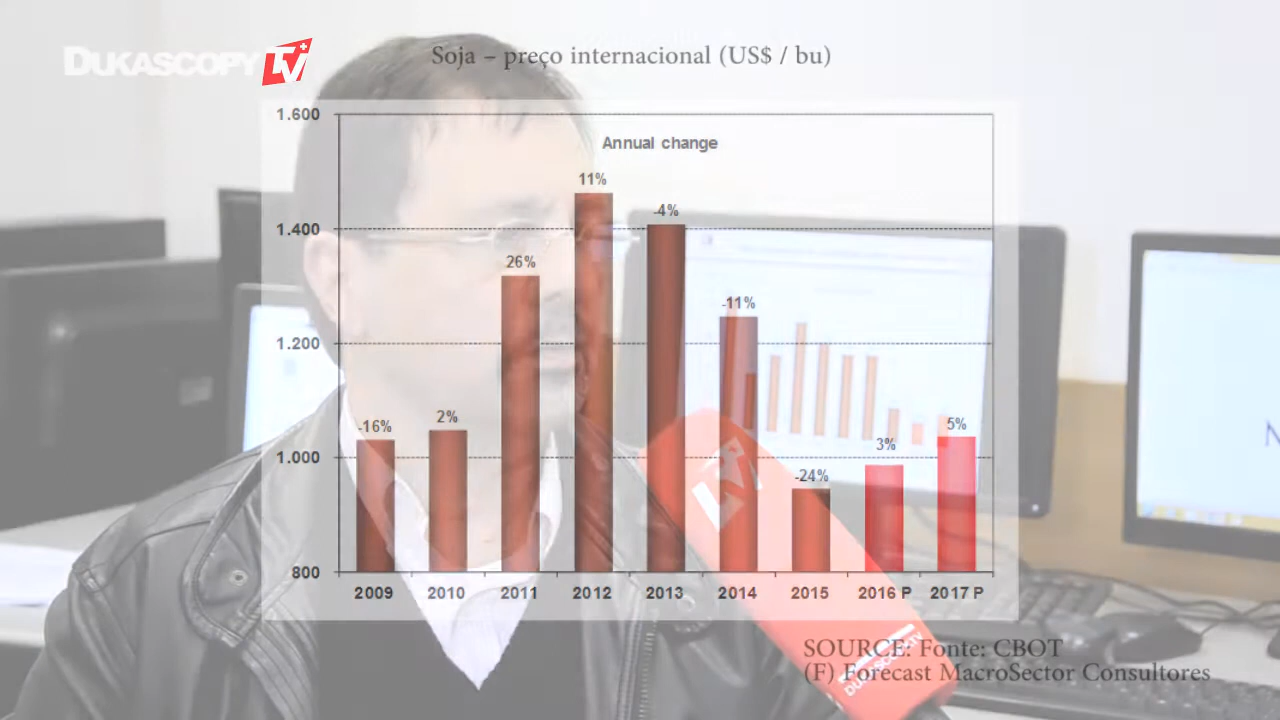 DUKASCOPY TV
Soja – preço internacional (US$ / bu)
1.600
Annual change
11%
-4%
1.400
26%
-11%
1.200
2%
-16%
5%
3%
1.000
-24%
800
2009 2010 2011 2012 2013 2014 2015 2016 P 2017 P
SOURCE: Fonte: CBOT
(F) Forecast MacroSector Consultores
DUKASCOPY TV